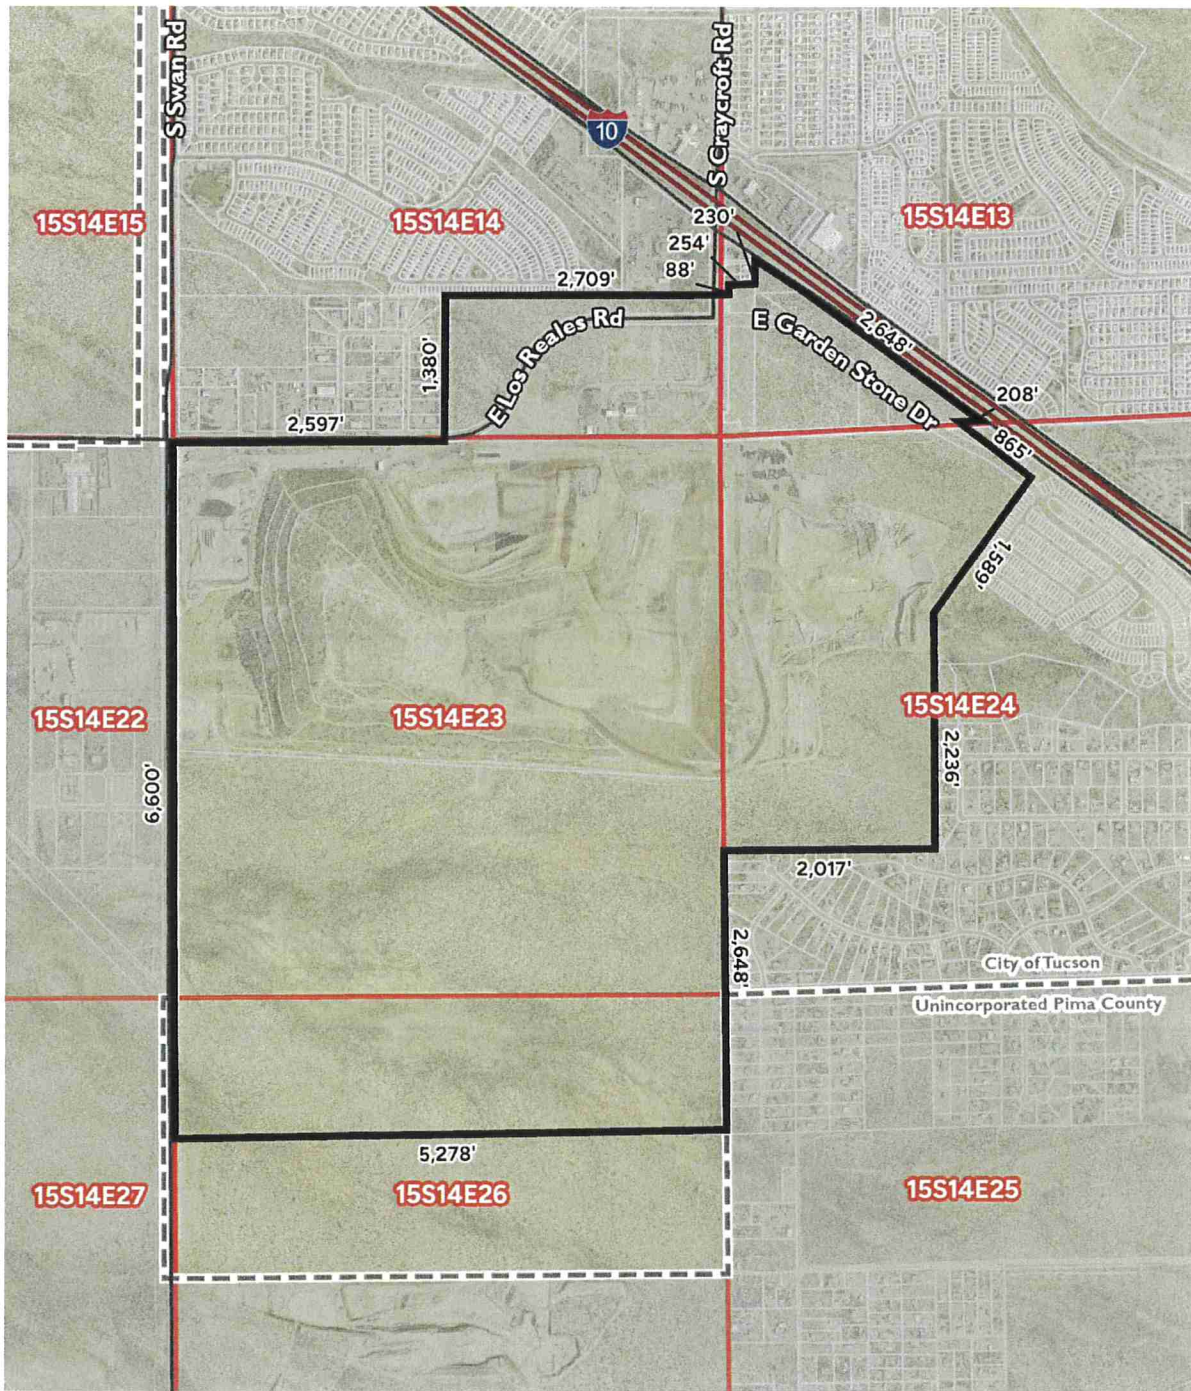 S Swan Rd
10
S Craycroft Rd
15S14E15
15S14E14
15S14E13
230'
254'
88'
2,709'
E Los Reales Rd
E Garden Stone Dr
2,648'
1,380'
208'
2,597'
865'
1,589'
15S14E22
15S14E23
15S14E24
6,600'
2,236'
2,017'
2,648'
City of Tucson
Unincorporated Pima County
5,278'
15S14E27
15S14E26
15S14E25